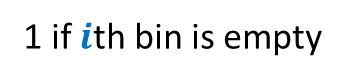 1 if ith bin is empty